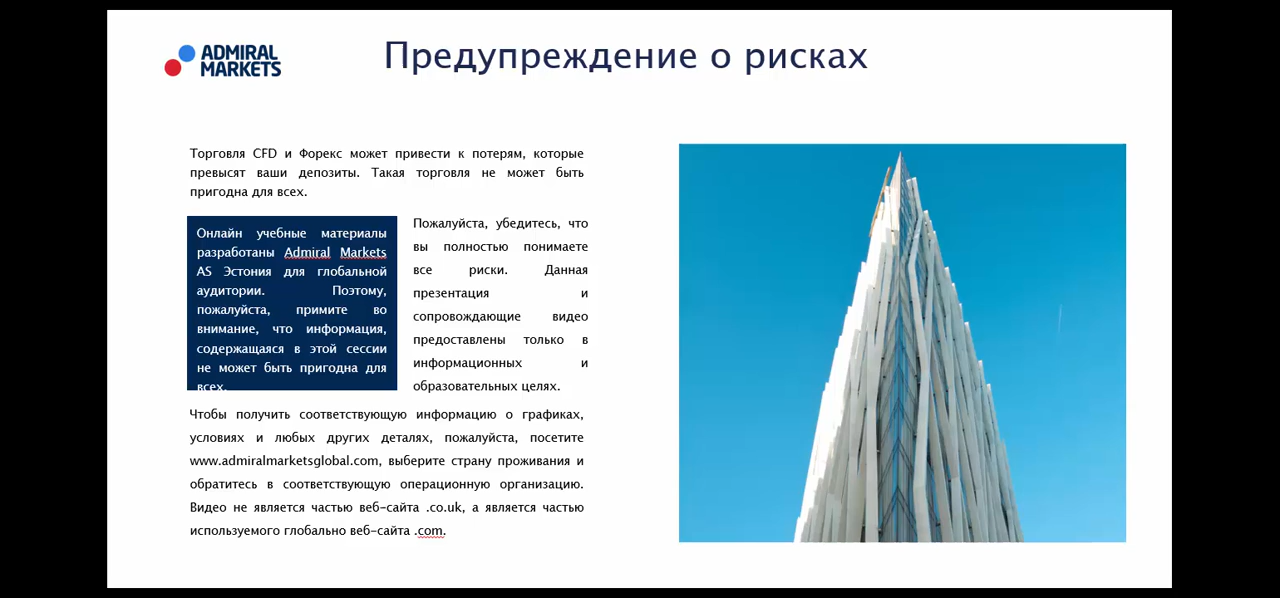 ADMIRAL
MARKETS
Предупреждение о рисках
Торговля CFD и Форекс может привести к потерям, которые
превысят ваши депозиты. Такая торговля не может быть
пригодна для всех.
Онлайн учебные материалы
разработаны Admiral Markets
AS Эстония для глобальной
аудитории. Поэтому,
пожалуйста, примите во
внимание, что информация,
содержащаяся в этой сессии
не может быть пригодна для
всех.
Пожалуйста, убедитесь, что
вы полностью понимаете
все риски. Данная
презентация и
сопровождающие видео
предоставлены только в
информационных и
образовательных целях.
Чтобы получить соответствующую информацию о графиках,
условиях и любых других деталях, пожалуйста, посетите
www.admiralmarketsglobal.com, выберите страну проживания и
обратитесь в соответствующую операционную организацию.
Видео не является частью веб-сайта .co.uk, а является частью
используемого глобально веб-сайта .com.